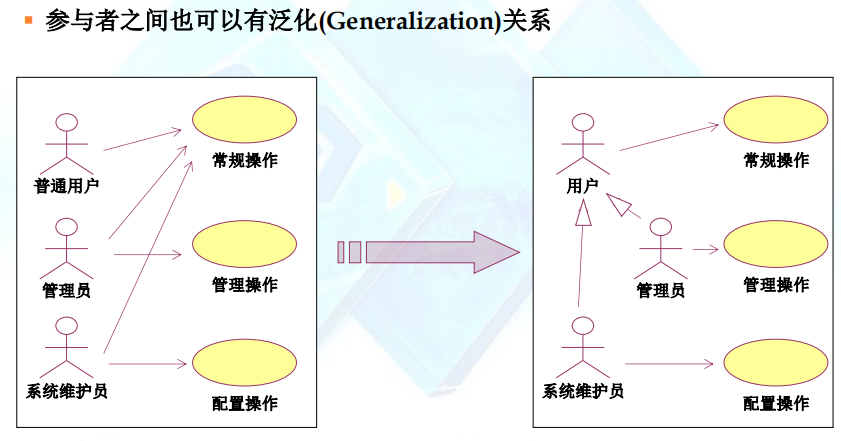 参与者之间也可以有泛化(Generalization)关系
常规操作
普通用户
管理员
管理操作
系统维护员
配置操作
常规操作
用户
管理员
管理操作
系统维护员
配置操作